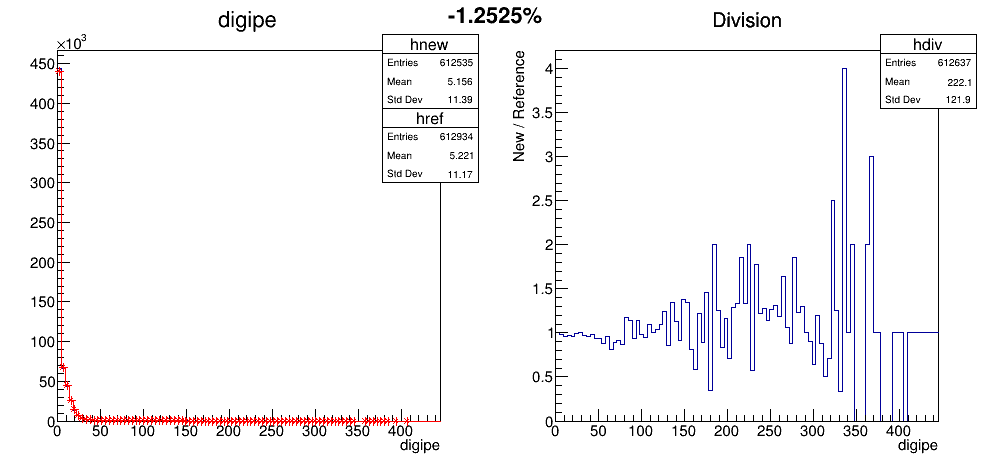 -1.2525%
digipe
×10³
hnew
Entries 612535
Mean 5.156
Std Dev 11.39
href
Entries 612934
Mean 5.221
Std Dev 11.17
450
400
350
300
250
200
150
100
50
0
0 50 100 150 200 250 300 350 400
digipe
Division
New / Reference
hdiv
Entries 612637
Mean 222.1
Std Dev 121.9
4
3.5
3
2.5
2
1.5
1
0.5
0
0 50 100 150 200 250 300 350 400
digipe